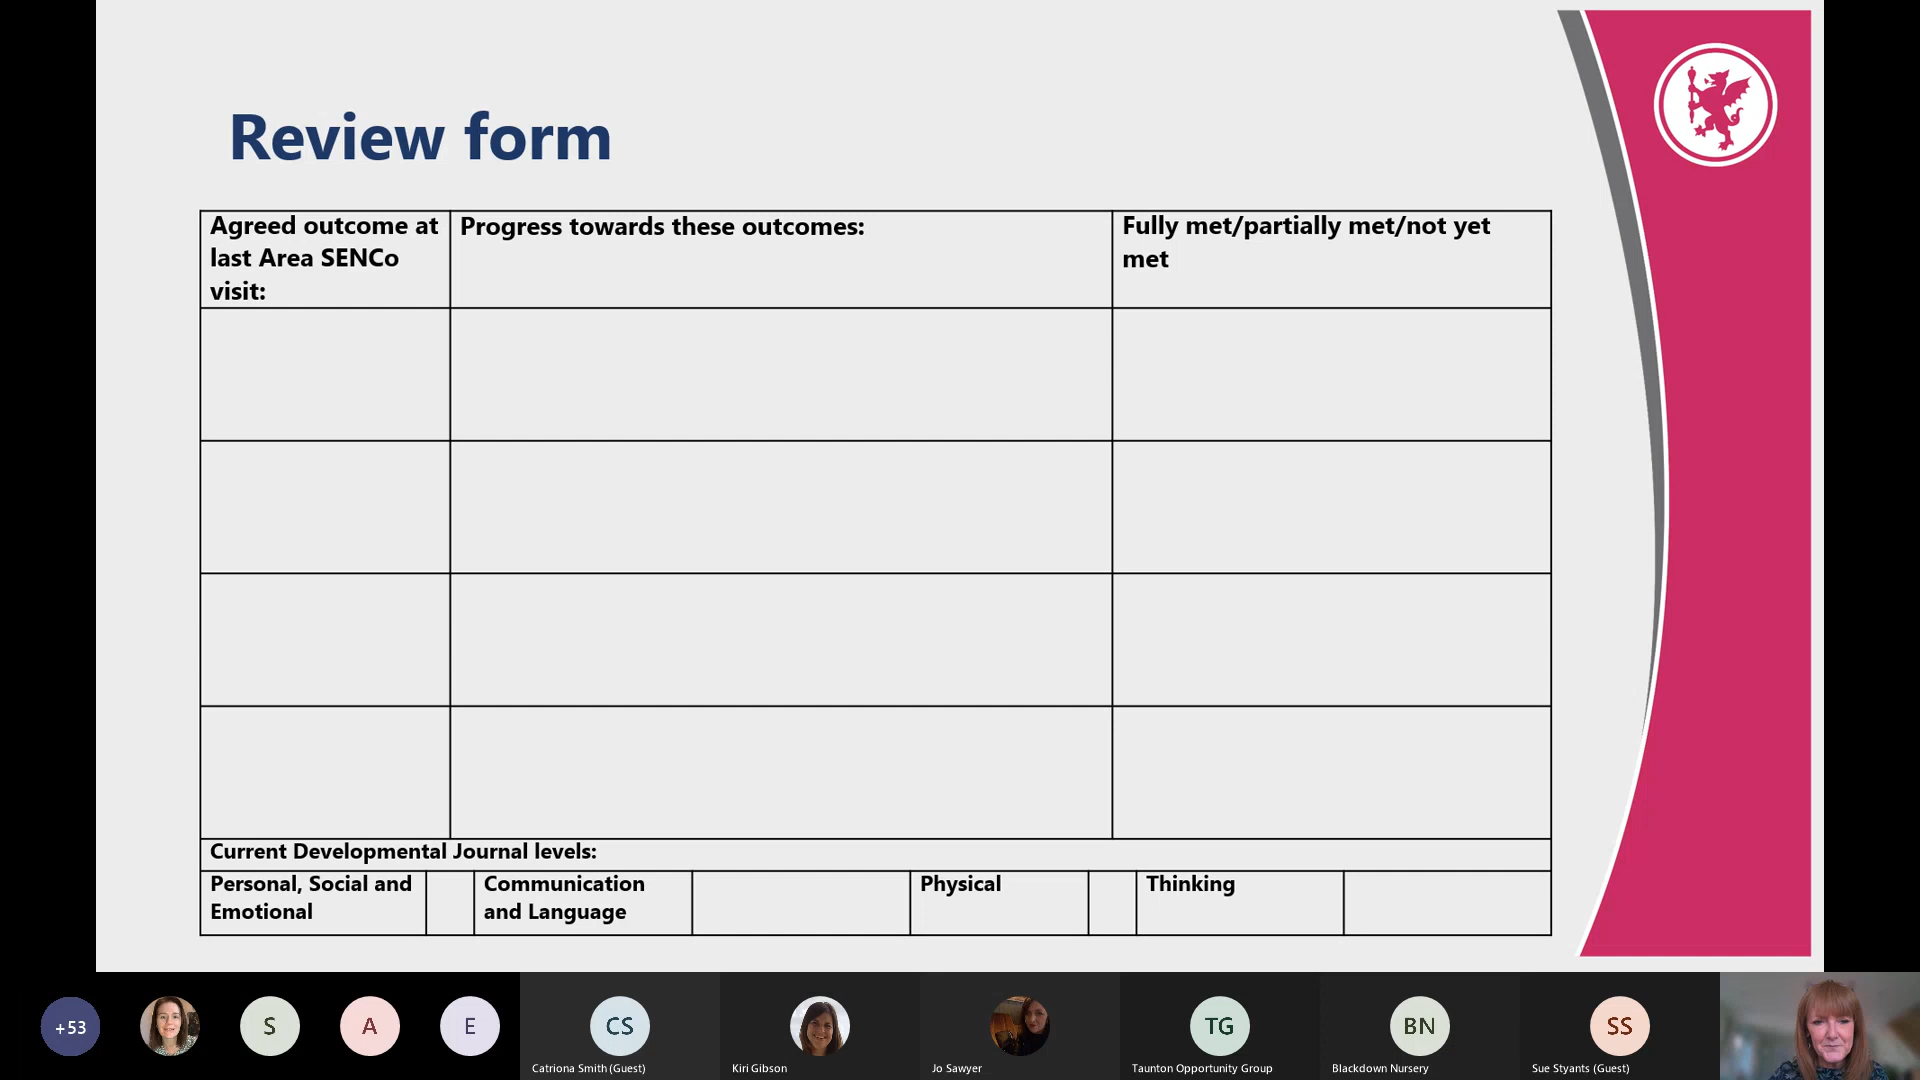 Review form
Agreed outcome at
last Area SENCo
visit:
Progress towards these outcomes:
Fully met/partially met/not yet
met
Current Developmental Journal levels:
Personal, Social and
Emotional
Communication
and Language
Physical
Thinking
+53
S
A
E
CS
Catriona Smith (Guest)
Kiri Gibson
Jo Sawyer
TG
Taunton Opportunity Group
BN
Blackdown Nursery
SS
Sue Styants (Guest)